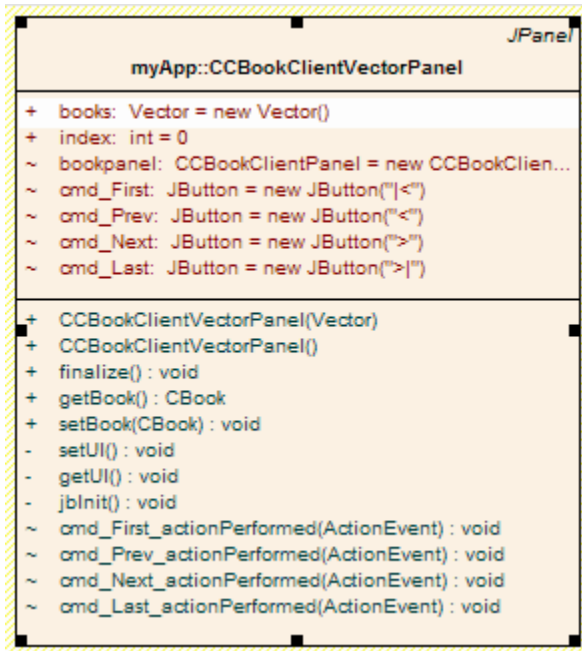 JPanel
myApp::CCBookClientVectorPanel
+ books: Vector = new Vector()
+ index: int = 0
~ bookpanel: CCBookClientPanel = new CCBookClien...
~ cmd_First: JButton = new JButton("|<")
~ cmd_Prev: JButton = new JButton("<")
~ cmd_Next: JButton = new JButton(">")
~ cmd_Last: JButton = new JButton(">|")
+ CCBookClientVectorPanel(Vector)
+ CCBookClientVectorPanel()
+ finalize() : void
+ getBook() : CBook
+ setBook(CBook) : void
- setUI() : void
- getUI() : void
- jbInit() : void
~ cmd_First_actionPerformed(ActionEvent) : void
~ cmd_Prev_actionPerformed(ActionEvent) : void
~ cmd_Next_actionPerformed(ActionEvent) : void
~ cmd_Last_actionPerformed(ActionEvent) : void